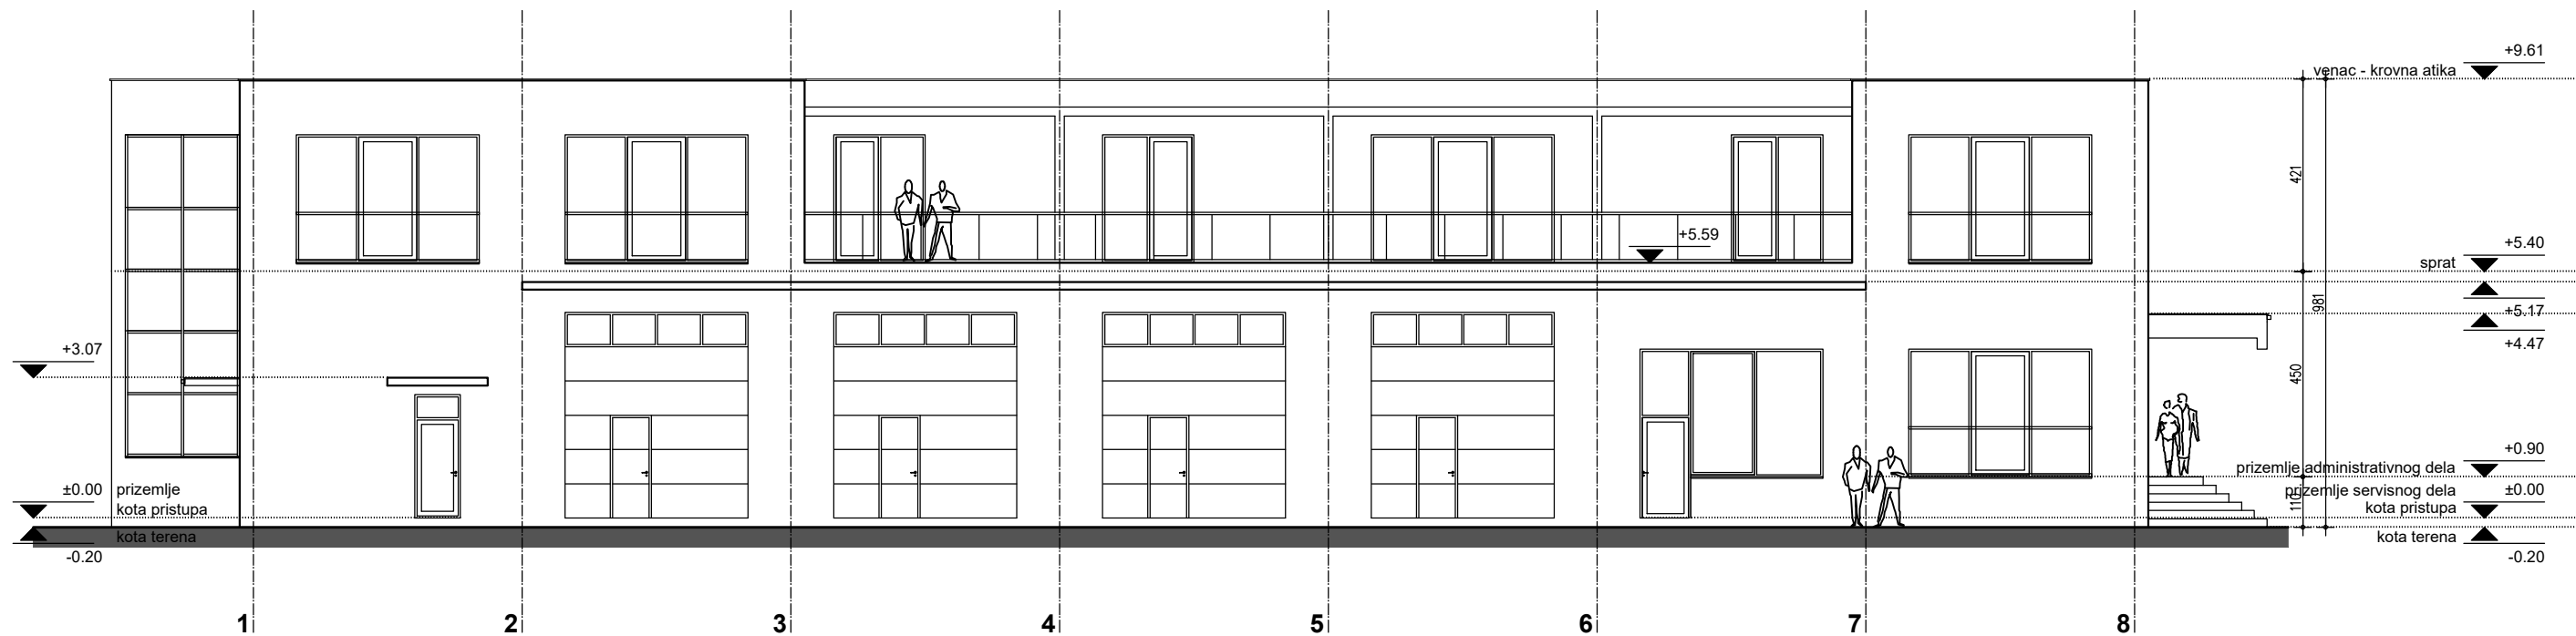 +9.61
venac - krovna atika
421
+5.59
+5.40
sprat
981
+5.17
+3.07
+4.47
450
+0.90
prizemlje administrativnog dela
±0.00 prizemlje
prizemlje servisnog dela ±0.00
110
kota pristupa
kota pristupa
kota terena
kota terena
-0.20
-0.20
1 2 3 4 5 6 7 8